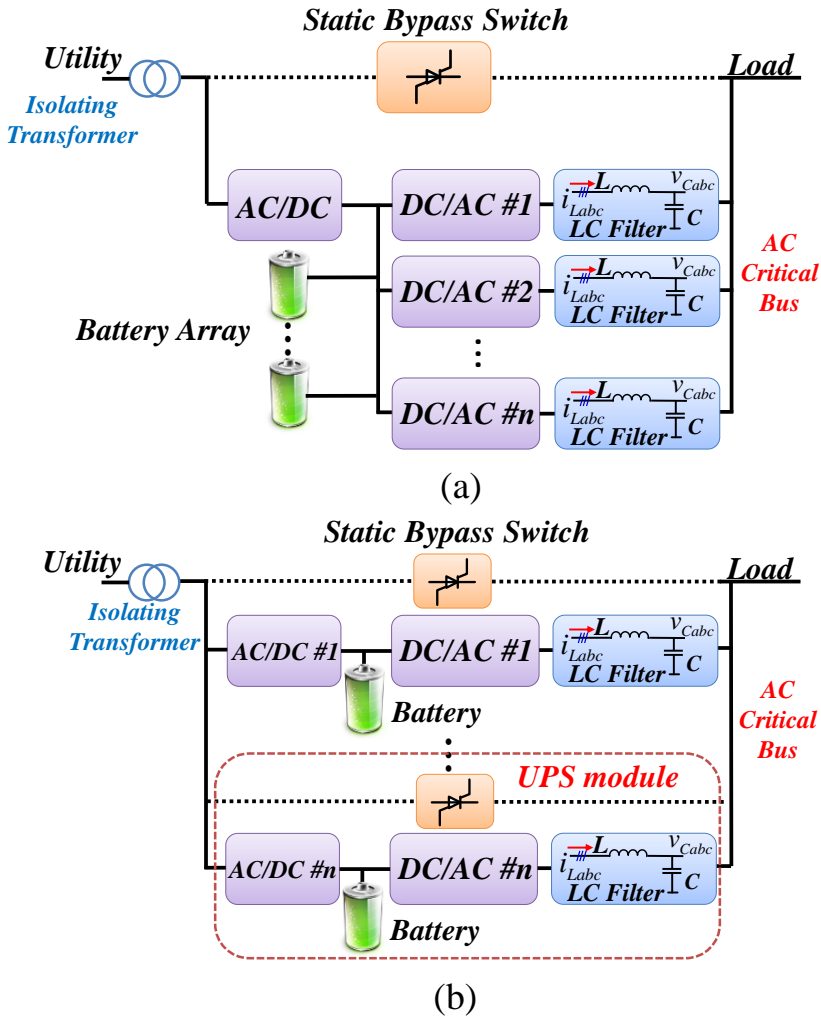 Static Bypass Switch
Utility
Load
Isolating
Transformer
AC/DC
DC/AC #1
i_Labc
L
v_Cabc
C
LC Filter
DC/AC #2
i_Labc
L
v_Cabc
C
LC Filter
AC
Critical
Bus
Battery Array
DC/AC #n
i_Labc
L
v_Cabc
C
LC Filter
(a)
Static Bypass Switch
Utility
Load
Isolating
Transformer
AC/DC #1
DC/AC #1
i_Labc
L
v_Cabc
C
LC Filter
Battery
AC
Critical
Bus
UPS module
AC/DC #n
DC/AC #n
i_Labc
L
v_Cabc
C
LC Filter
Battery
(b)